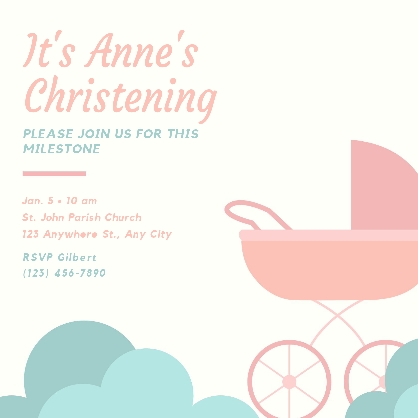 It's Anne's
Christening
PLEASE JOIN US FOR THIS
MILESTONE
Jan. 5 • 10 am
St. John Parish Church
123 Anywhere St., Any City
RSVP Gilbert
(123) 456-7890